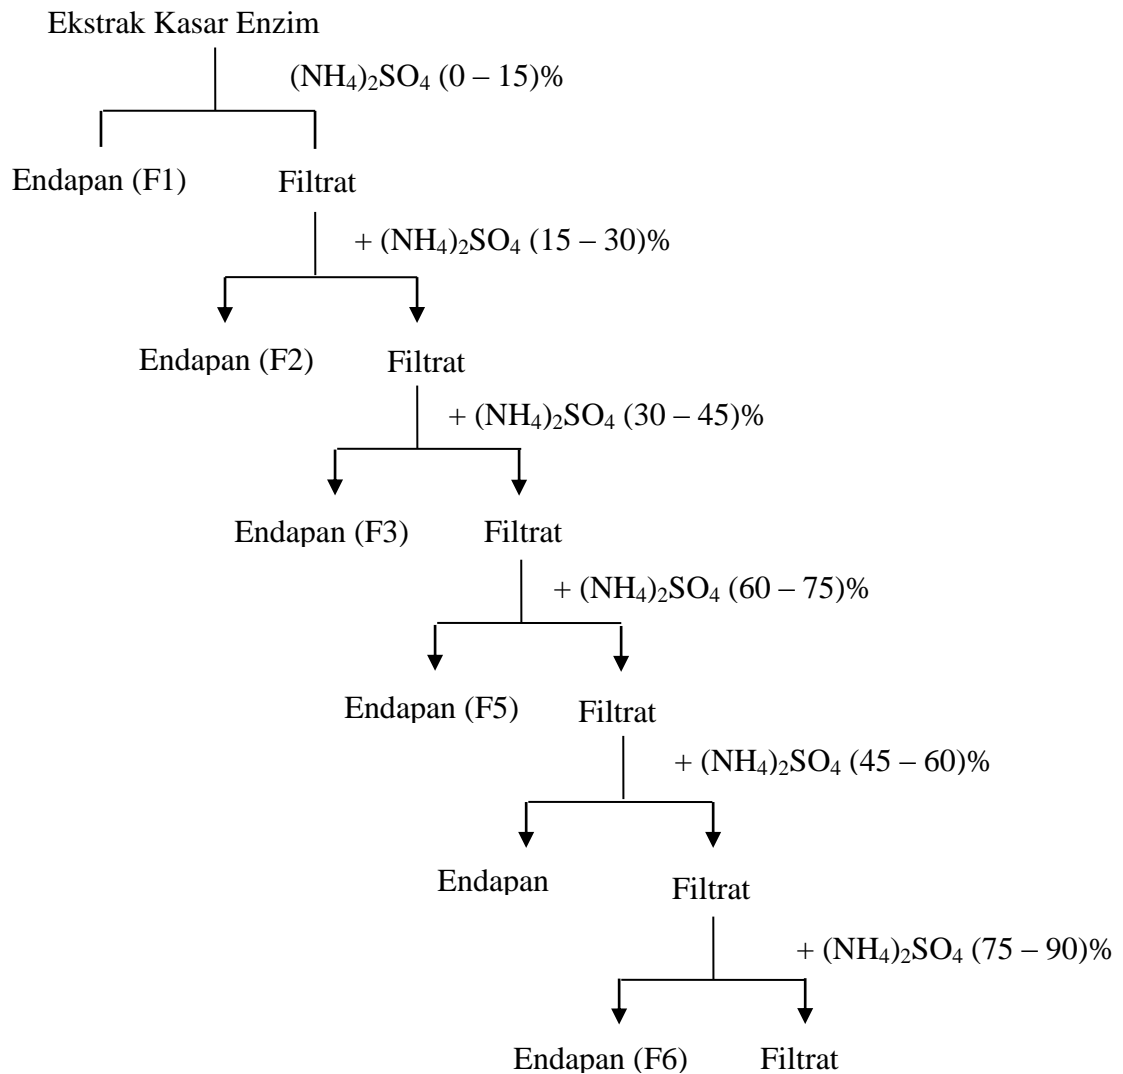 Ekstrak Kasar Enzim
(NH₄)₂SO₄ (0 – 15)%
Endapan (F1) Filtrat
+ (NH₄)₂SO₄ (15 – 30)%
Endapan (F2) Filtrat
+ (NH₄)₂SO₄ (30 – 45)%
Endapan (F3) Filtrat
+ (NH₄)₂SO₄ (60 – 75)%
Endapan (F5) Filtrat
+ (NH₄)₂SO₄ (45 – 60)%
Endapan Filtrat
+ (NH₄)₂SO₄ (75 – 90)%
Endapan (F6) Filtrat